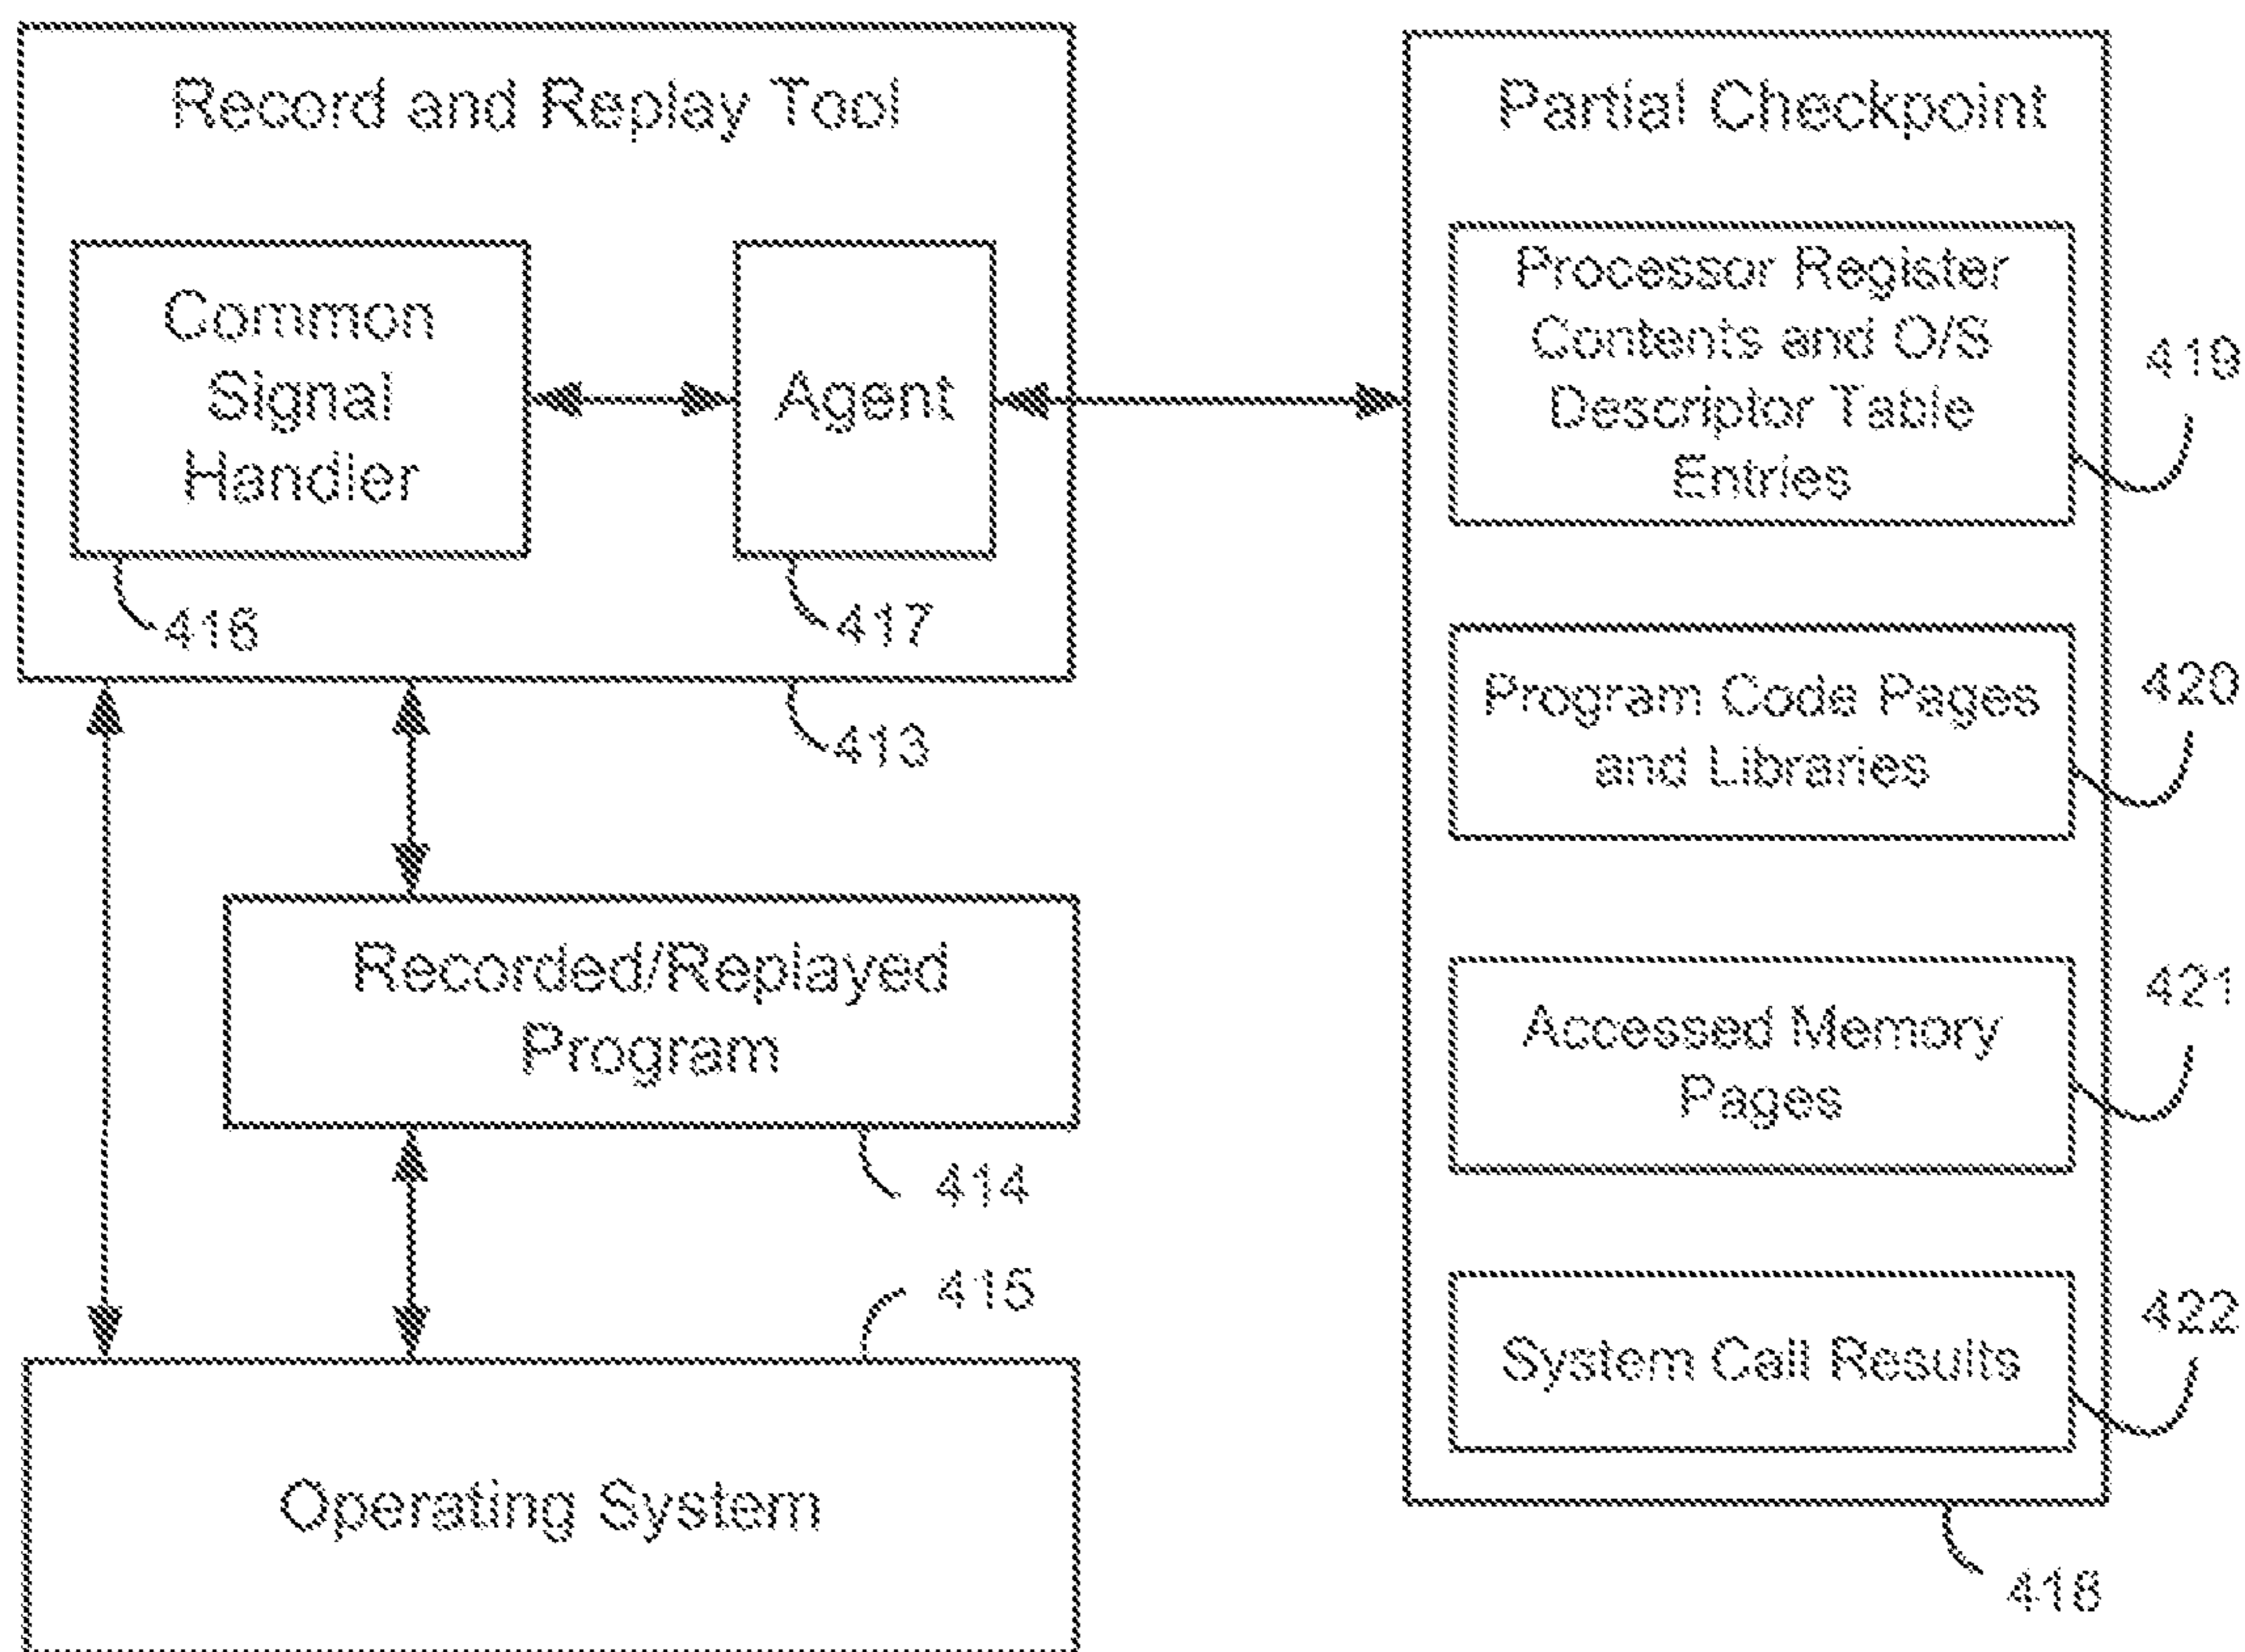 Record and Replay Tool
Common
Signal
Handler
416
Agent
417
413
Recorded/Replayed
Program
414
415
Operating System
Partial Checkpoint
Processor Register
Contents and O/S
Descriptor Table
Entries
419
Program Code Pages
and Libraries
420
Accessed Memory
Pages
421
System Call Results
422
418